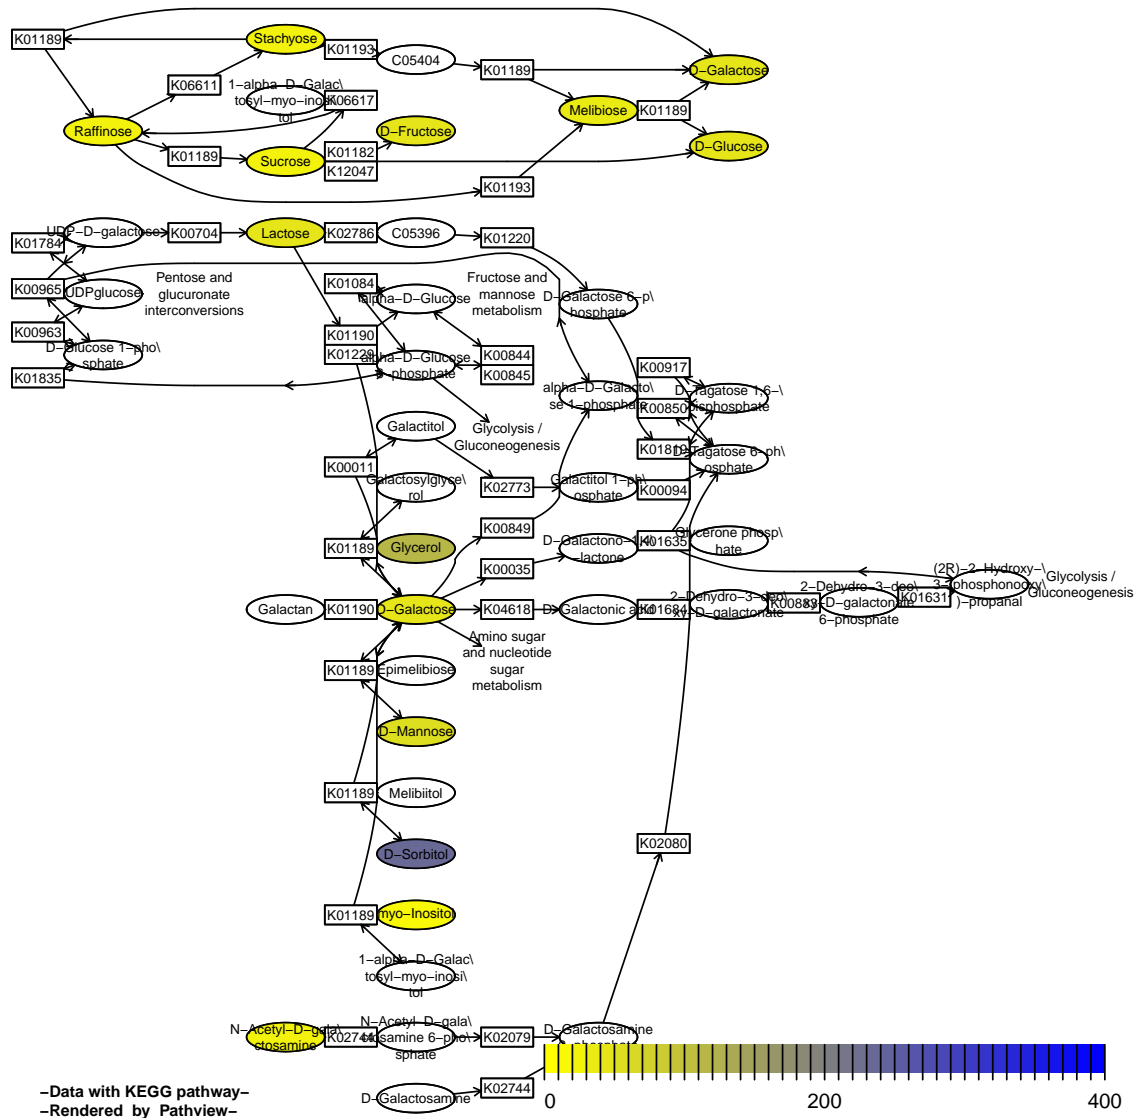 K01189
Stachyose
K01193
C05404
K01189
D−Galactose
K06611
1−alpha−D−Galac\
tosyl−myo−inosi\
tol
K06617
Melibiose
K01189
Raffinose
D−Fructose
K01189
Sucrose
K01182
K12047
D−Glucose
K01193
UDP−D−galactose
K00704
Lactose
K02786
C05396
K01220
K01784
K00965
UDPglucose
Pentose and
glucuronate
interconversions
K01084
alpha−D−Glucose
Fructose and
mannose
metabolism
D−Galactose 6−p\
hosphate
K00963
D−Glucose 1−pho\
sphate
K01190
K01229
alpha−D−Glucose
6−phosphate
K00844
K00845
K01835
K00917
alpha−D−Galacto\
se 1−phosphate
D−Tagatose 1,6−\
bisphosphate
K00850
Galactitol
Glycolysis /
Gluconeogenesis
K01819
D−Tagatose 6−ph\
osphate
K00011
Galactosylglyce\
rol
K02773
Galactitol 1−ph\
osphate
K00094
K00849
K01189
Glycerol
K00035
D−Galactono−1,4\
−lactone
K01635
Glycerone phosp\
hate
(2R)−2−Hydroxy−\
3−(phosphonooxy\
)−propanal
Glycolysis /
Gluconeogenesis
Galactan
K01190
D−Galactose
K04618
D−Galactonic acid
K01684
2−Dehydro−3−deo\
xy−D−galactonate
K00883
2−Dehydro−3−deo\
xy−D−galactonate
6−phosphate
K01631
Amino sugar
and nucleotide
sugar
metabolism
K01189
Epimelibiose
D−Mannose
K01189
Melibiitol
D−Sorbitol
K02080
K01189
myo−Inositol
1−alpha−D−Galac\
tosyl−myo−inosi\
tol
N−Acetyl−D−gala\
ctosamine
K02744
N−Acetyl−D−gala\
ctosamine 6−pho\
sphate
K02079
D−Galactosamine
D−Galactosamine
K02744
−Data with KEGG pathway−
−Rendered by Pathview−
0
200
400